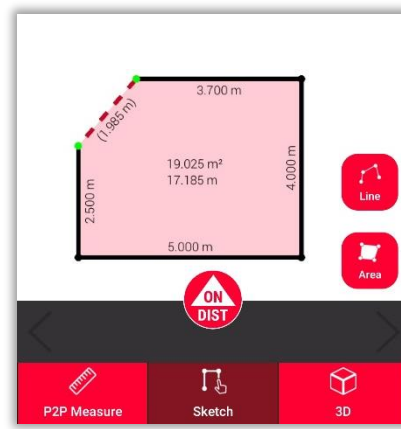 3.700 m
(1.985 m)
19.025 m²
17.185 m
2.500 m
4.000 m
5.000 m
Line
Area
ON
DIST
P2P Measure
Sketch
3D